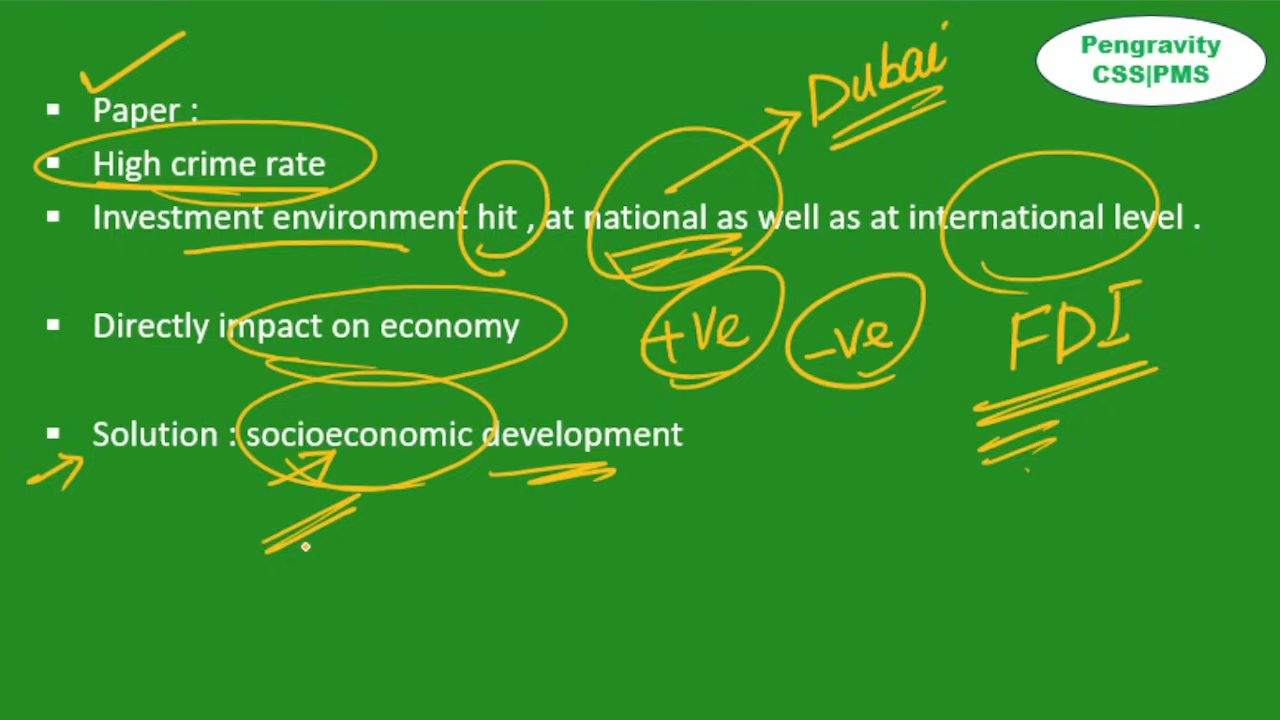 Pengravity
CSS|PMS
Dubai
▪ Paper :
▪ High crime rate
▪ Investment environment hit , at national as well as at international level .
▪ Directly impact on economy
+ve -ve FDI
▪ Solution : socioeconomic development